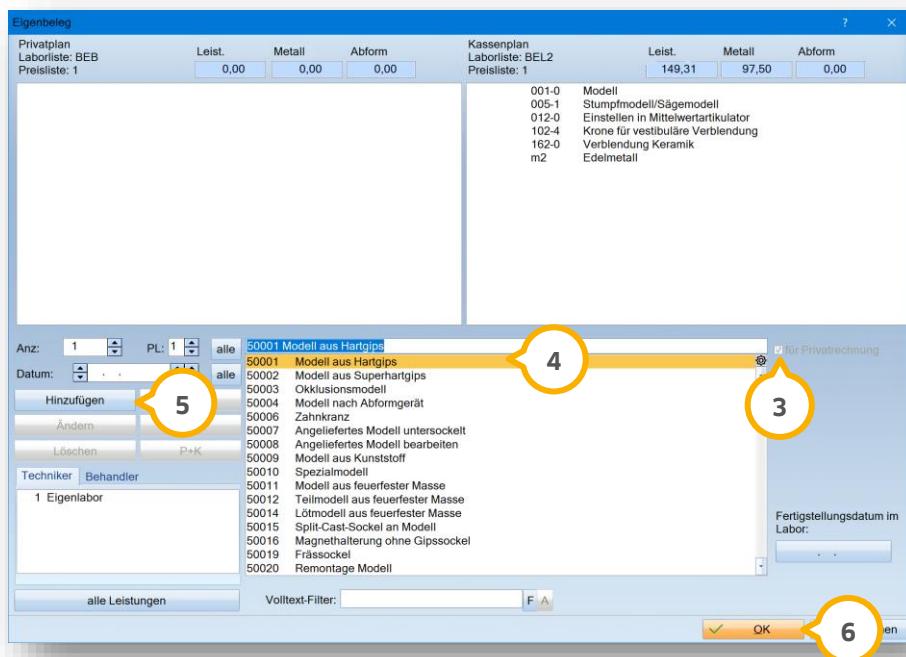 Eigenbeleg ? ×
Privatplan
Laborliste: BEB
Preisliste: 1
Leist. Metall Abform
0,00 0,00 0,00
Kassenplan
Laborliste: BEL2
Preisliste: 1
Leist. Metall Abform
149,31 97,50 0,00
001-0 Modell
005-1 Stumpfmodell/Sägemodell
012-0 Einstellen in Mittelwertartikulator
102-4 Krone für vestibuläre Verblendung
162-0 Verblendung Keramik
m2 Edelmetall
Anz: 1 PL: 1 alle
Datum: . . alle
Hinzufügen
5
Ändern
Löschen P+K
Techniker Behandler
1 Eigenlabor
alle Leistungen
50001 Modell aus Hartgips
50001 Modell aus Hartgips
50002 Modell aus Superhartgips
50003 Okklusionsmodell
50004 Modell nach Abformgerät
50006 Zahnkranz
50007 Angeliefertes Modell untersockelt
50008 Angeliefertes Modell bearbeiten
50009 Modell aus Kunststoff
50010 Spezialmodell
50011 Modell aus feuerfester Masse
50012 Teilmodell aus feuerfester Masse
50014 Lötmodell aus feuerfester Masse
50015 Split-Cast-Sockel an Modell
50016 Magnethalterung ohne Gipssockel
50019 Frässockel
50020 Remontage Modell
4
für Privatrechnung
3
Fertigstellungsdatum im
Labor:
. .
Volltext-Filter: F A
OK
6
en